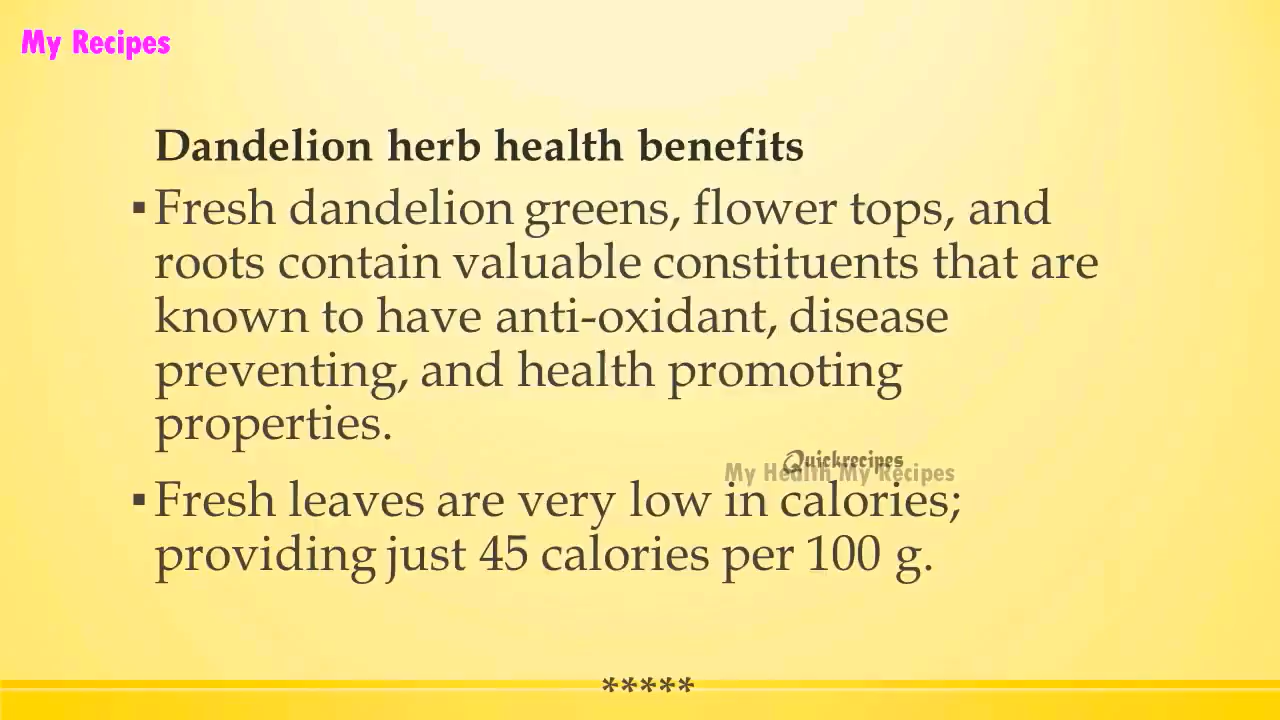 My Recipes
Dandelion herb health benefits
▪Fresh dandelion greens, flower tops, and
roots contain valuable constituents that are
known to have anti-oxidant, disease
preventing, and health promoting
properties.
Quickrecipes
My Health My Recipes
▪Fresh leaves are very low in calories;
providing just 45 calories per 100 g.
*****